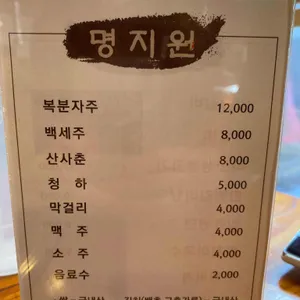 명지원
복분자주 12,000
백세주 8,000
산사춘 8,000
청하 5,000
막걸리 4,000
맥주 4,000
소주 4,000
음료수 2,000